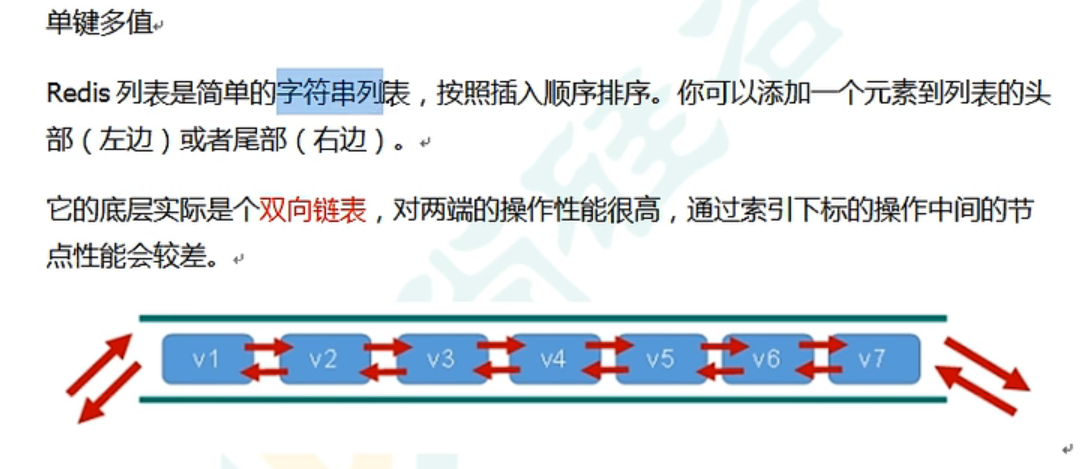 单键多值
Redis 列表是简单的字符串列表，按照插入顺序排序。你可以添加一个元素到列表的头
部（左边）或者尾部（右边）。
它的底层实际是个双向链表，对两端的操作性能很高，通过索引下标的操作中间的节
点性能会较差。
v1 v2 v3 v4 v5 v6 v7